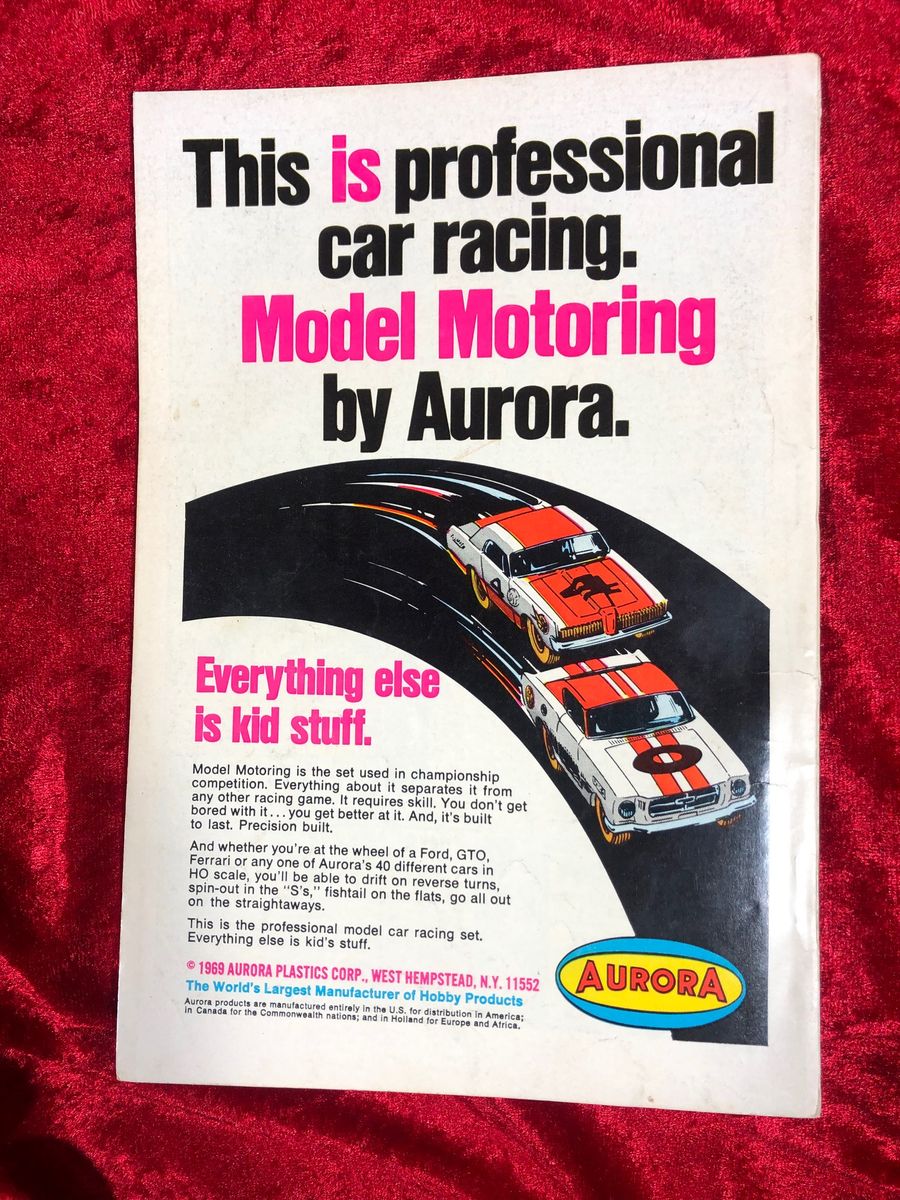 This is professional
car racing.
Model Motoring
by Aurora.
4
4
0
Everything else
is kid stuff.
Model Motoring is the set used in championship
competition. Everything about it separates it from
any other racing game. It requires skill. You don't get
bored with it...you get better at it. And, it's built
to last. Precision built.
And whether you're at the wheel of a Ford, GTO,
Ferrari or any one of Aurora's 40 different cars in
HO scale, you'll be able to drift on reverse turns,
spin-out in the "S's," fishtail on the flats, go all out
on the straightaways.
This is the professional model car racing set.
Everything else is kid's stuff.
© 1969 AURORA PLASTICS CORP., WEST HEMPSTEAD, N.Y. 11552
The World's Largest Manufacturer of Hobby Products
Aurora products are manufactured entirely in the U.S. for distribution in America;
in Canada for the Commonwealth nations; and in Holland for Europe and Africa.
AURORA